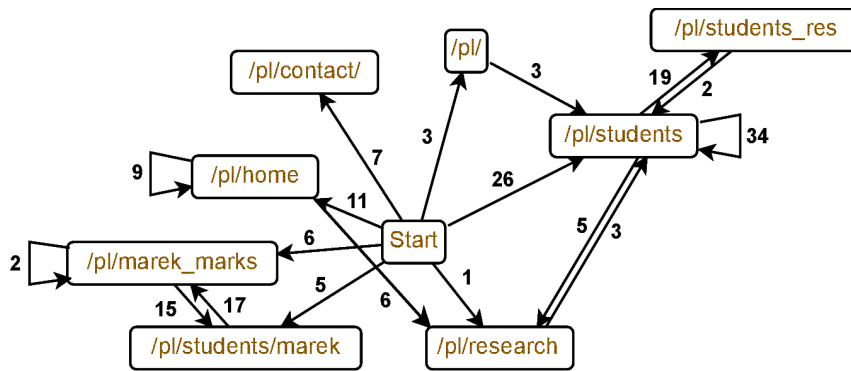 /pl/students_res
/pl/
/pl/contact/
3
19
2
/pl/students
34
3
7
9
/pl/home
26
11
5
3
Start
6
2
/pl/marek_marks
5
1
15
17
6
/pl/students/marek
/pl/research